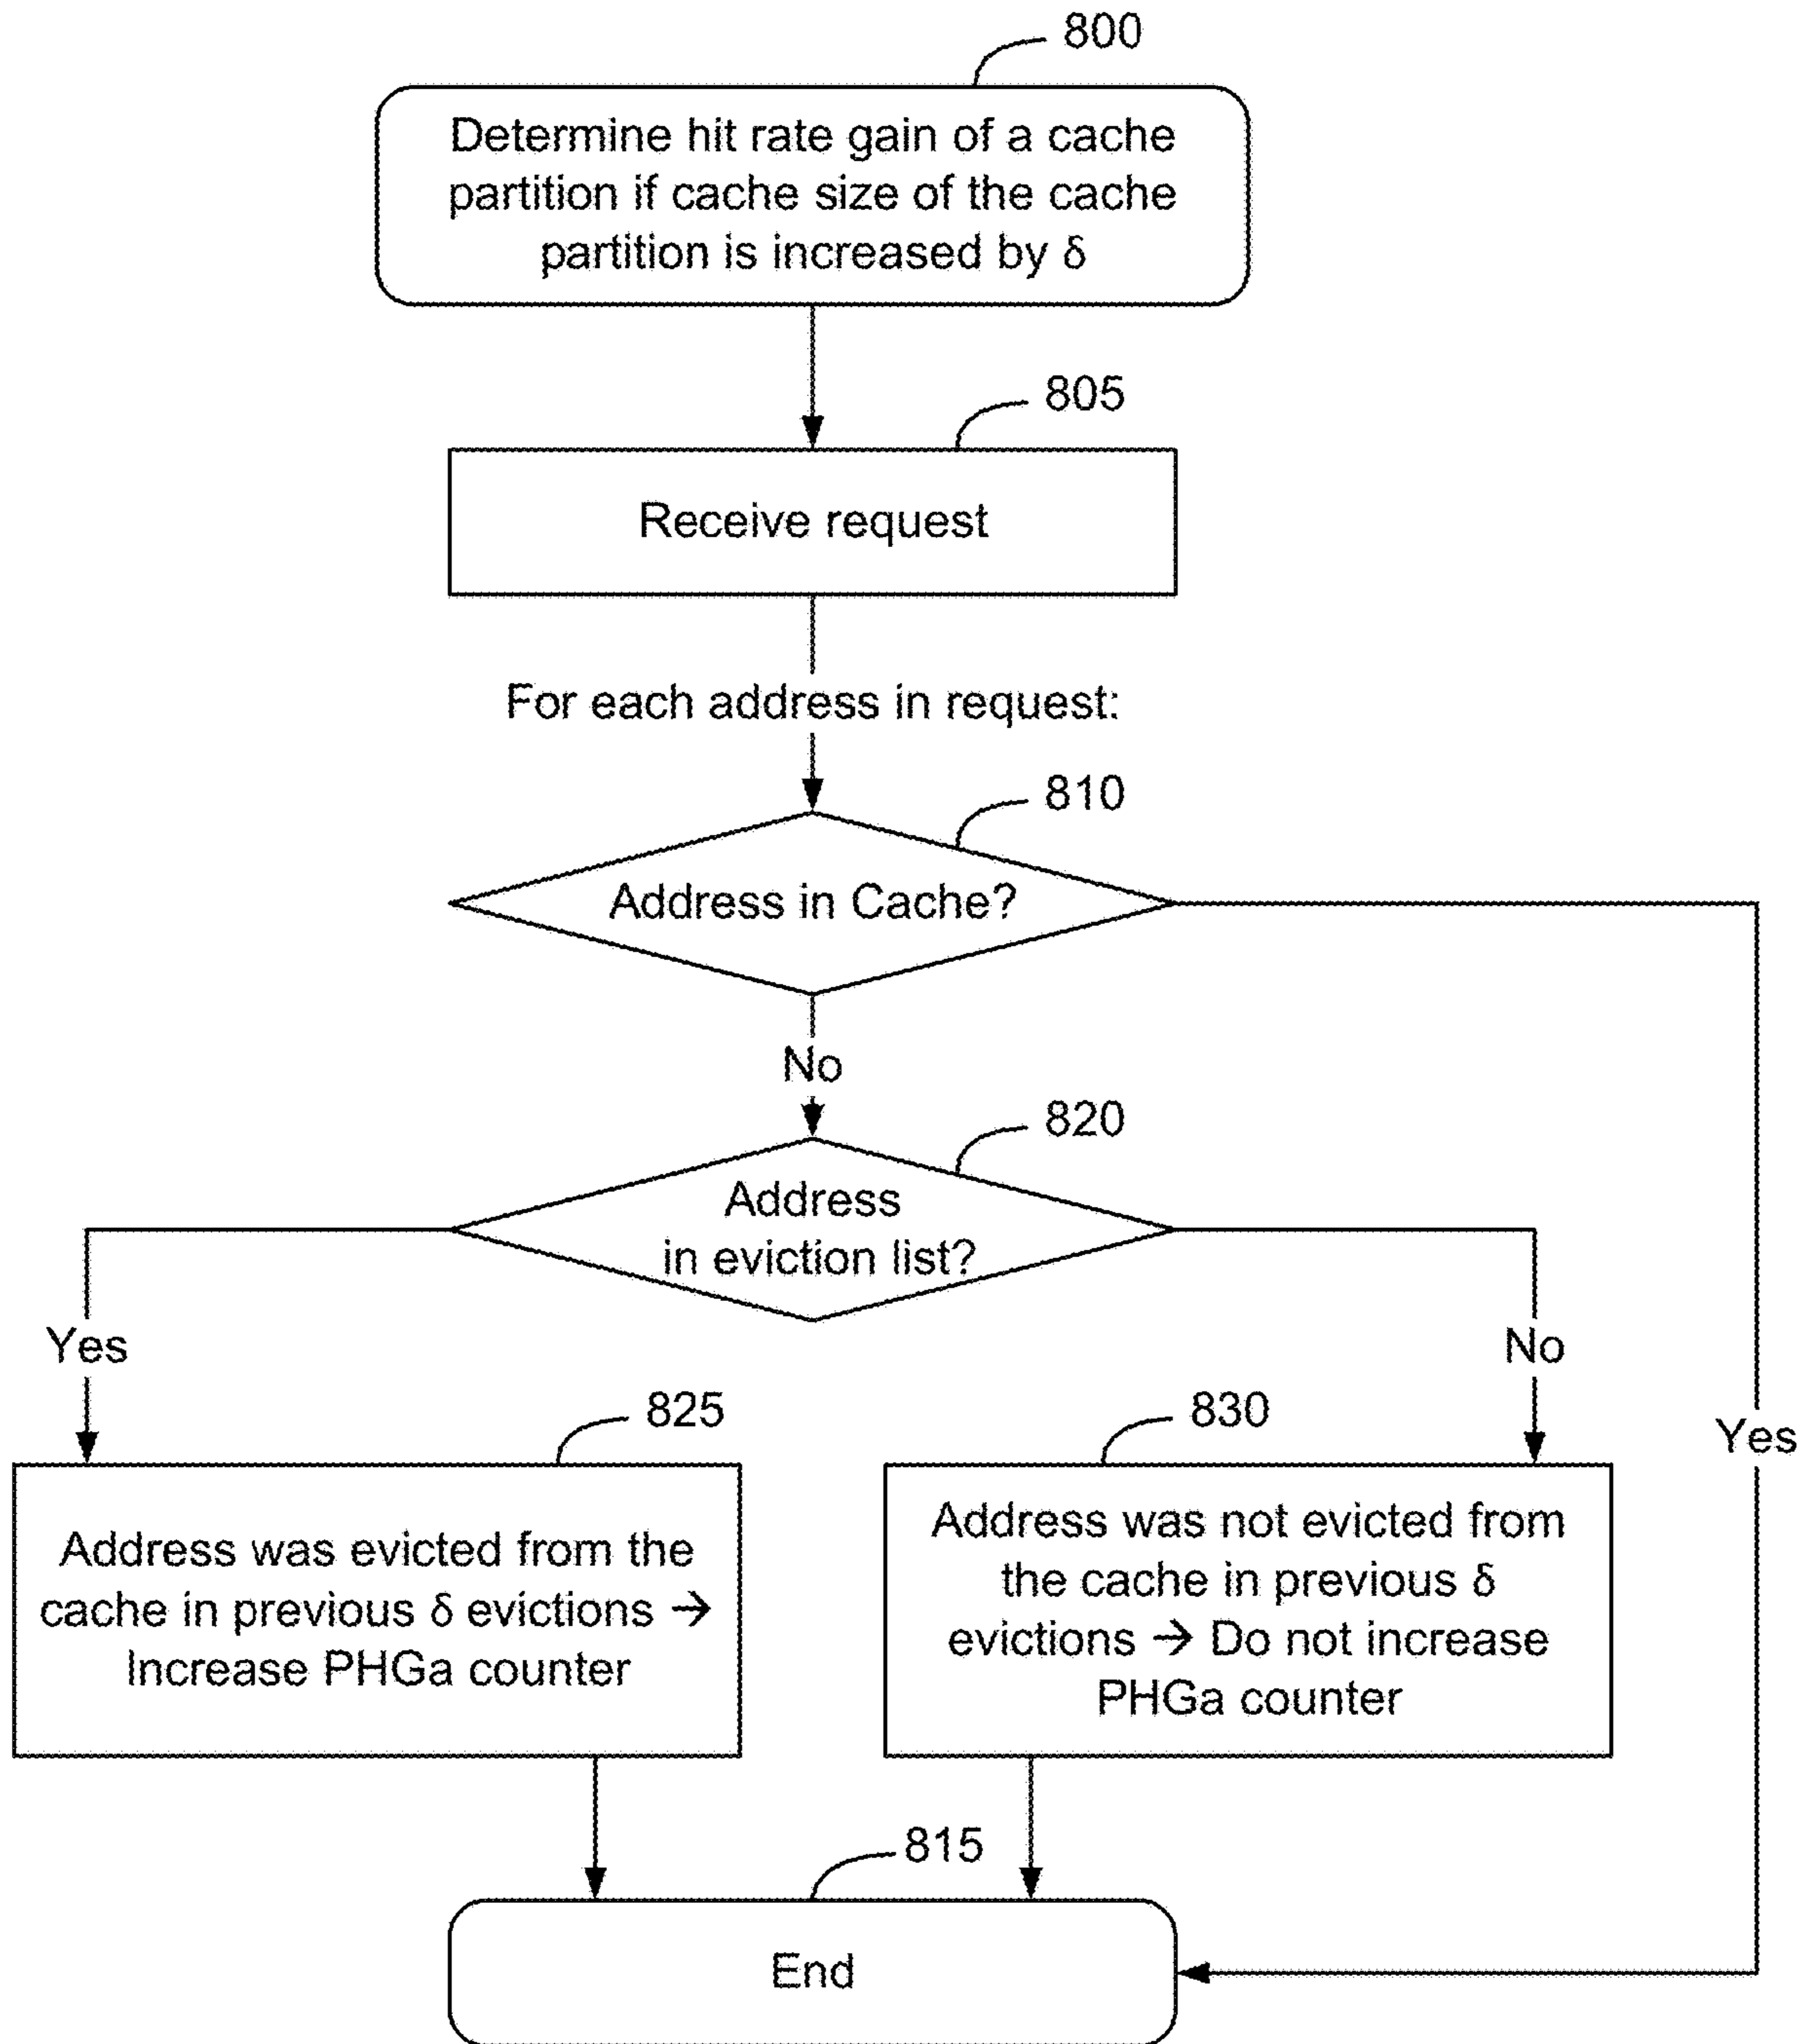 800
Determine hit rate gain of a cache
partition if cache size of the cache
partition is increased by δ
805
Receive request
For each address in request:
810
Address in Cache?
No
820
Address
in eviction list?
Yes
No
825
830
Yes
Address was evicted from the
cache in previous δ evictions →
Increase PHGa counter
Address was not evicted from
the cache in previous δ
evictions → Do not increase
PHGa counter
815
End